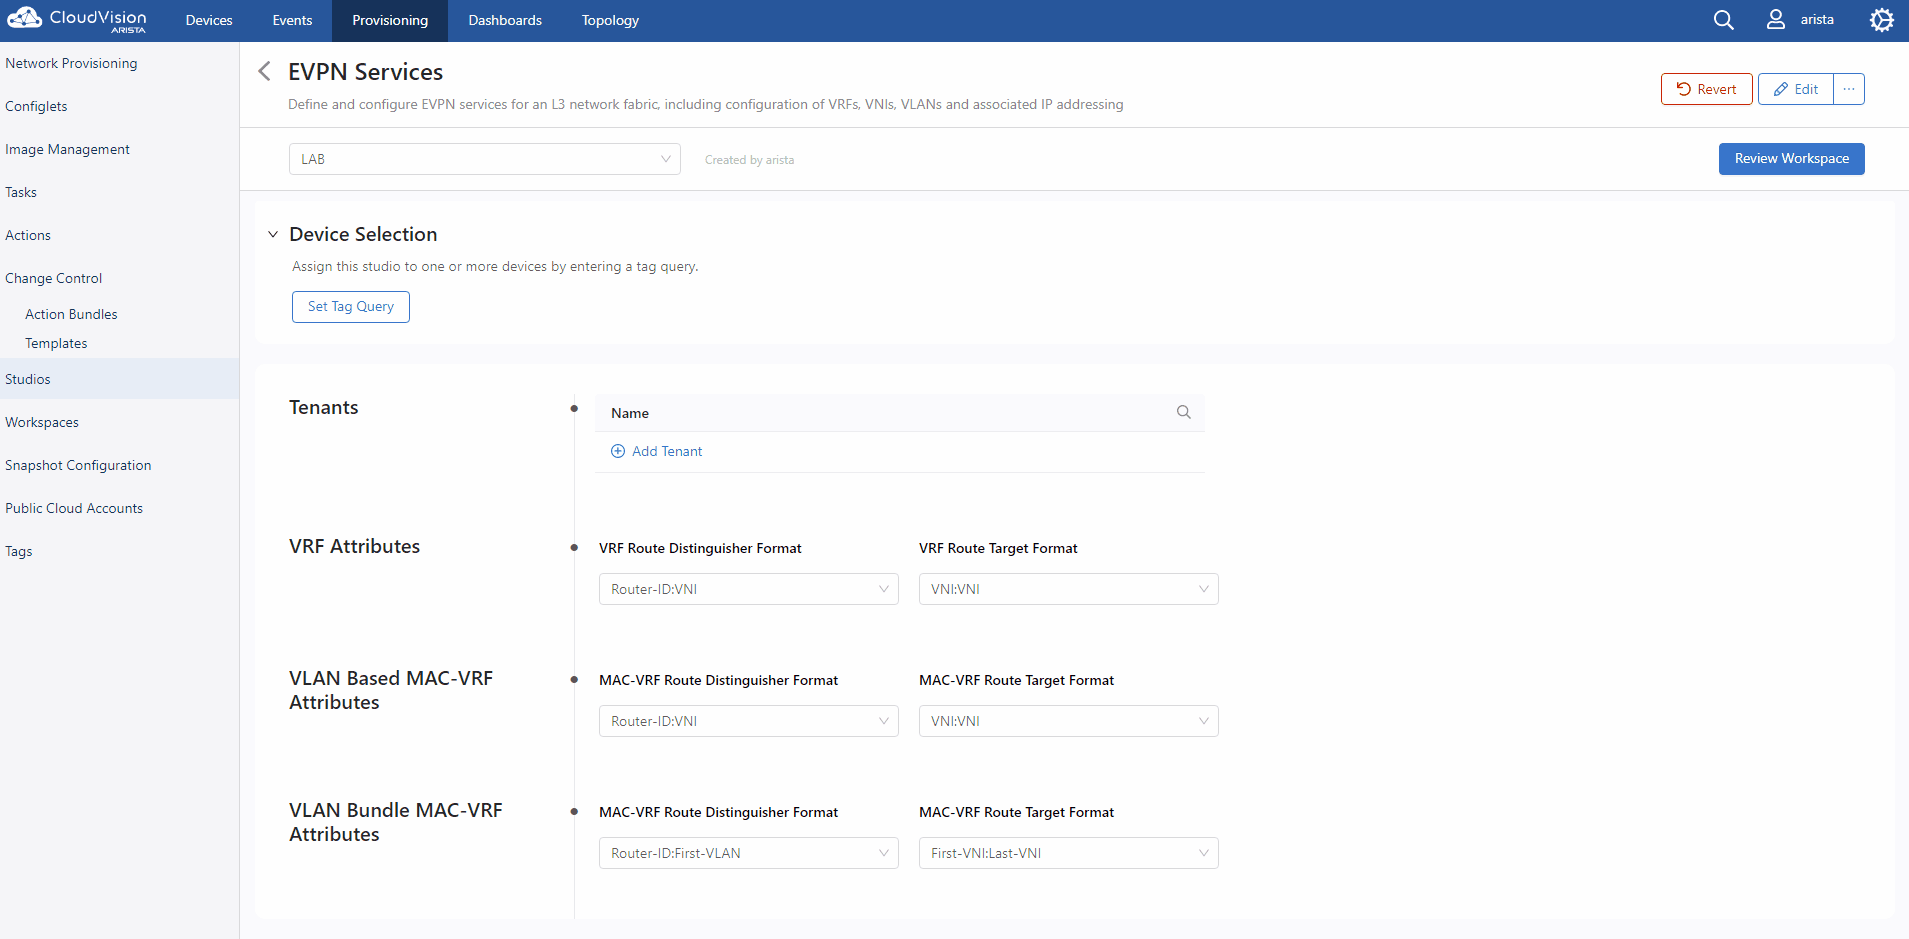 CloudVision
ARISTA
Devices
Events
Provisioning
Dashboards
Topology
arista
Network Provisioning
Configlets
Image Management
Tasks
Actions
Change Control
Action Bundles
Templates
Studios
Workspaces
Snapshot Configuration
Public Cloud Accounts
Tags
EVPN Services
Define and configure EVPN services for an L3 network fabric, including configuration of VRFs, VNIs, VLANs and associated IP addressing
Revert
Edit
...
LAB
Created by arista
Review Workspace
Device Selection
Assign this studio to one or more devices by entering a tag query.
Set Tag Query
Tenants
Name
Add Tenant
VRF Attributes
VRF Route Distinguisher Format
VRF Route Target Format
Router-ID:VNI
VNI:VNI
VLAN Based MAC-VRF
Attributes
MAC-VRF Route Distinguisher Format
MAC-VRF Route Target Format
Router-ID:VNI
VNI:VNI
VLAN Bundle MAC-VRF
Attributes
MAC-VRF Route Distinguisher Format
MAC-VRF Route Target Format
Router-ID:First-VLAN
First-VNI:Last-VNI